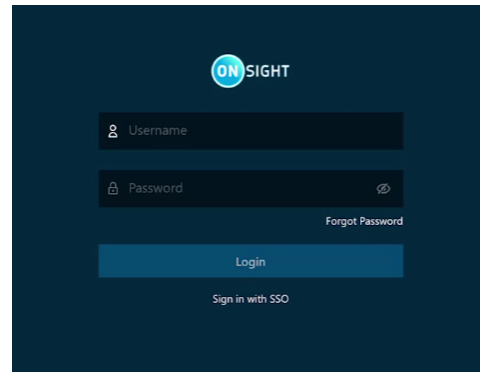 ONSIGHT
Username
Password
Forgot Password
Login
Sign in with SSO